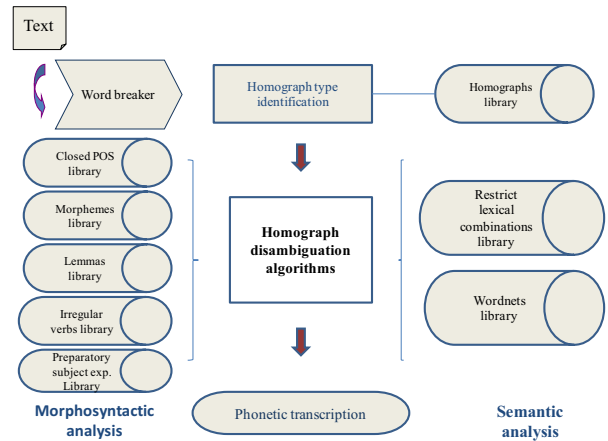 Text
Word breaker
Homograph type
identification
Homographs
library
Closed POS
library
Morphemes
library
Lemmas
library
Irregular
verbs library
Preparatory
subject exp.
Library
Homograph
disambiguation
algorithms
Restrict
lexical
combinations
library
Wordnets
library
Morphosyntactic
analysis
Phonetic transcription
Semantic
analysis